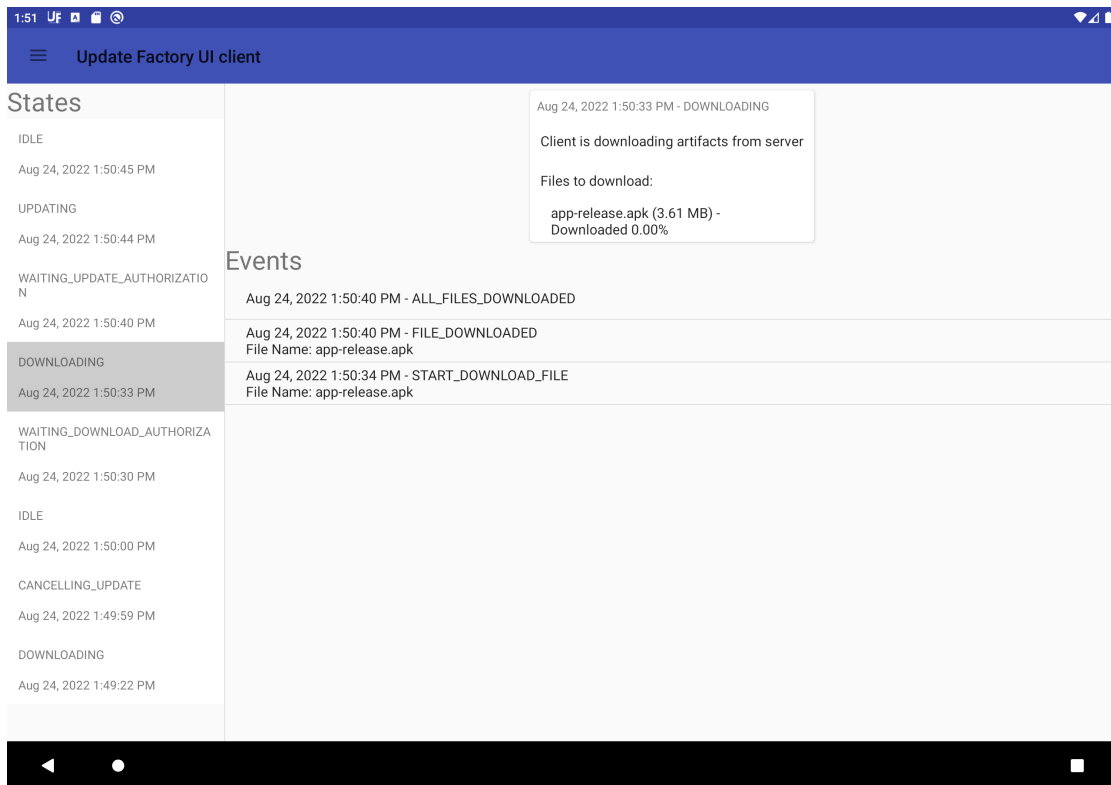 1:51
Update Factory UI client
States
IDLE
Aug 24, 2022 1:50:45 PM
UPDATING
Aug 24, 2022 1:50:44 PM
WAITING_UPDATE_AUTHORIZATIO
N
Aug 24, 2022 1:50:40 PM
DOWNLOADING
Aug 24, 2022 1:50:33 PM
WAITING_DOWNLOAD_AUTHORIZA
TION
Aug 24, 2022 1:50:30 PM
IDLE
Aug 24, 2022 1:50:00 PM
CANCELLING_UPDATE
Aug 24, 2022 1:49:59 PM
DOWNLOADING
Aug 24, 2022 1:49:22 PM
Aug 24, 2022 1:50:33 PM - DOWNLOADING
Client is downloading artifacts from server
Files to download:
app-release.apk (3.61 MB) -
Downloaded 0.00%
Events
Aug 24, 2022 1:50:40 PM - ALL_FILES_DOWNLOADED
Aug 24, 2022 1:50:40 PM - FILE_DOWNLOADED
File Name: app-release.apk
Aug 24, 2022 1:50:34 PM - START_DOWNLOAD_FILE
File Name: app-release.apk